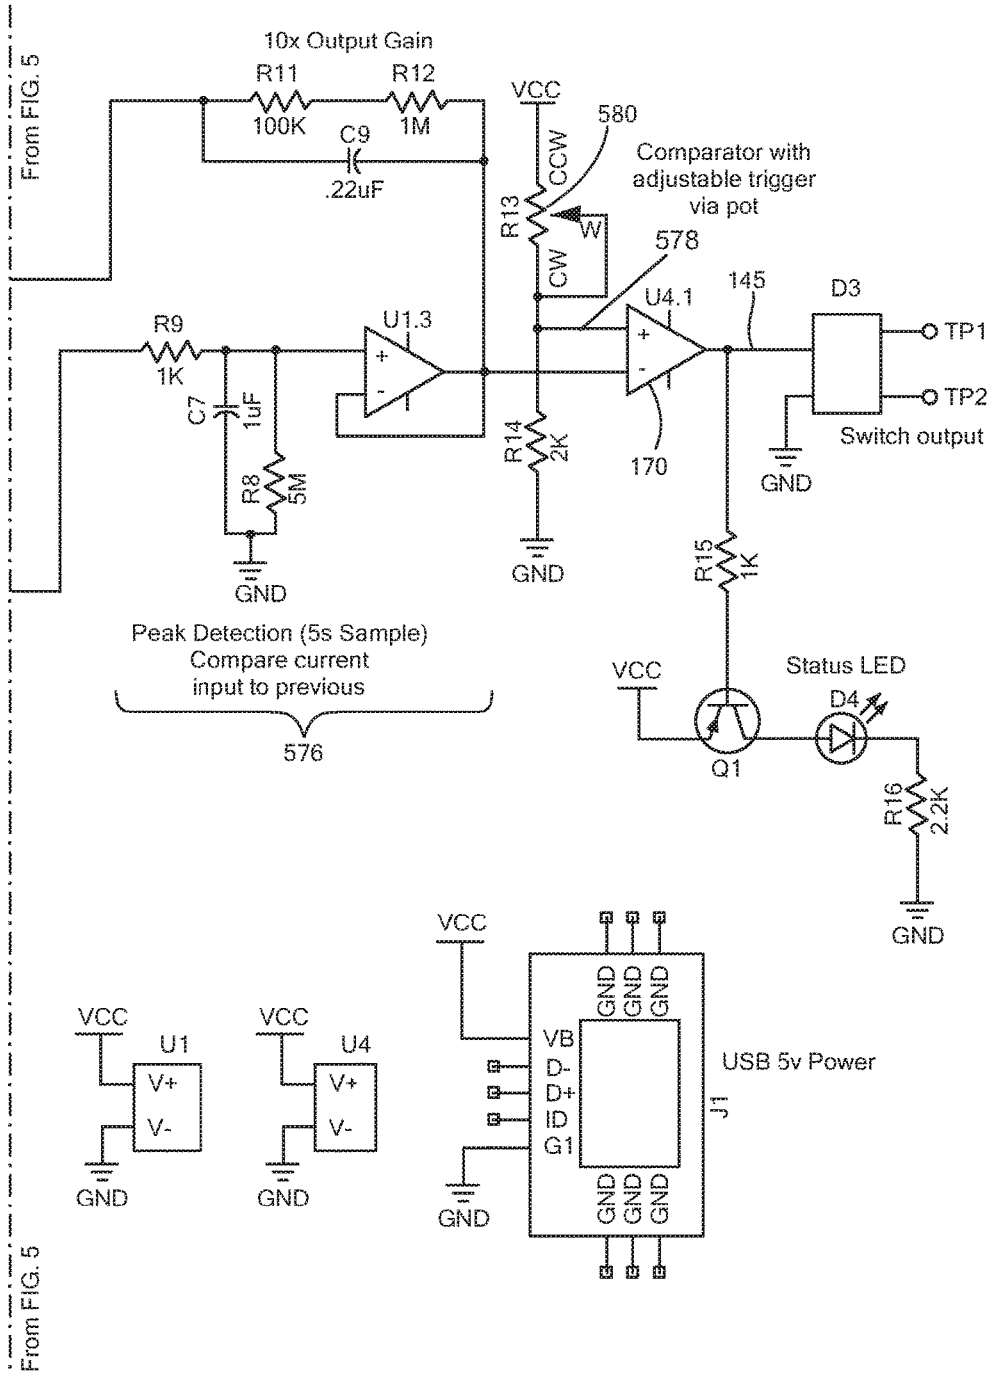 From FIG. 5
10x Output Gain
R11
R12
100K
1M
C9
.22uF
VCC
580
CCW
R13
W
CW
Comparator with
adjustable trigger
via pot
578
R9
1K
U1.3
+
-
C7
1uF
R8
5M
GND
U4.1
+
-
145
D3
TP1
TP2
Switch output
GND
170
R14
2K
GND
R15
1K
Peak Detection (5s Sample)
Compare current
input to previous
576
VCC
Status LED
D4
Q1
R16
2.2K
GND
VCC
U1
V+
V-
GND
VCC
U4
V+
V-
GND
VCC
GND
GND
GND
VB
D-
D+
ID
G1
GND
GND
GND
GND
USB 5v Power
J1
From FIG. 5